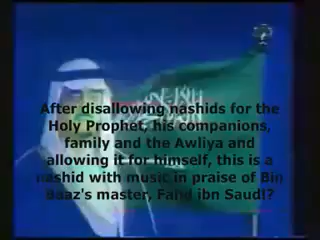 After disallowing nashids for the
Holy Prophet, his companions,
family and the Awliya and
allowing it for himself, this is a
nashid with music in praise of Bin
Baaz's master, Fahd ibn Saud!?